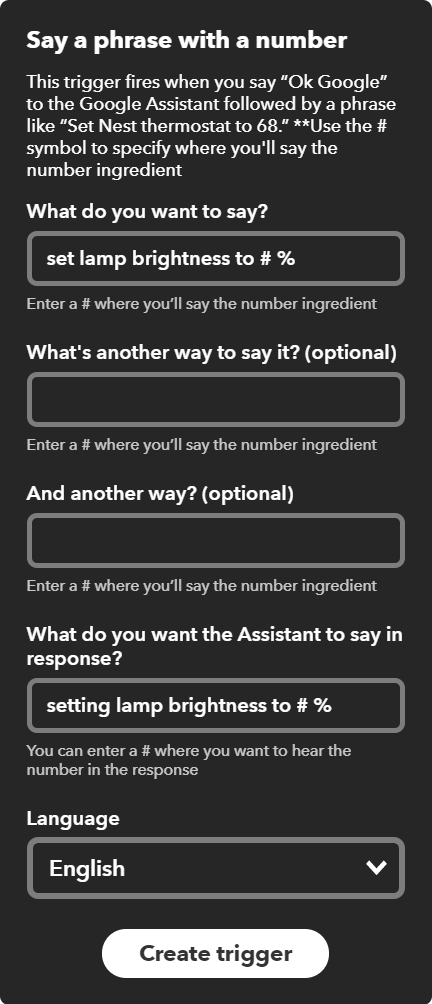 Say a phrase with a number
This trigger fires when you say “Ok Google”
to the Google Assistant followed by a phrase
like “Set Nest thermostat to 68.” **Use the #
symbol to specify where you'll say the
number ingredient
What do you want to say?
set lamp brightness to # %
Enter a # where you’ll say the number ingredient
What's another way to say it? (optional)
Enter a # where you’ll say the number ingredient
And another way? (optional)
Enter a # where you’ll say the number ingredient
What do you want the Assistant to say in
response?
setting lamp brightness to # %
You can enter a # where you want to hear the
number in the response
Language
English
Create trigger